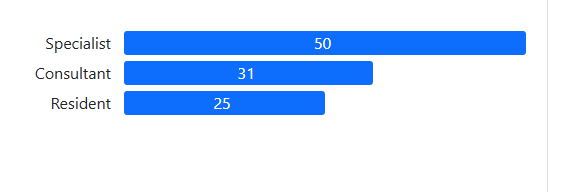 Specialist 50
Consultant 31
Resident 25